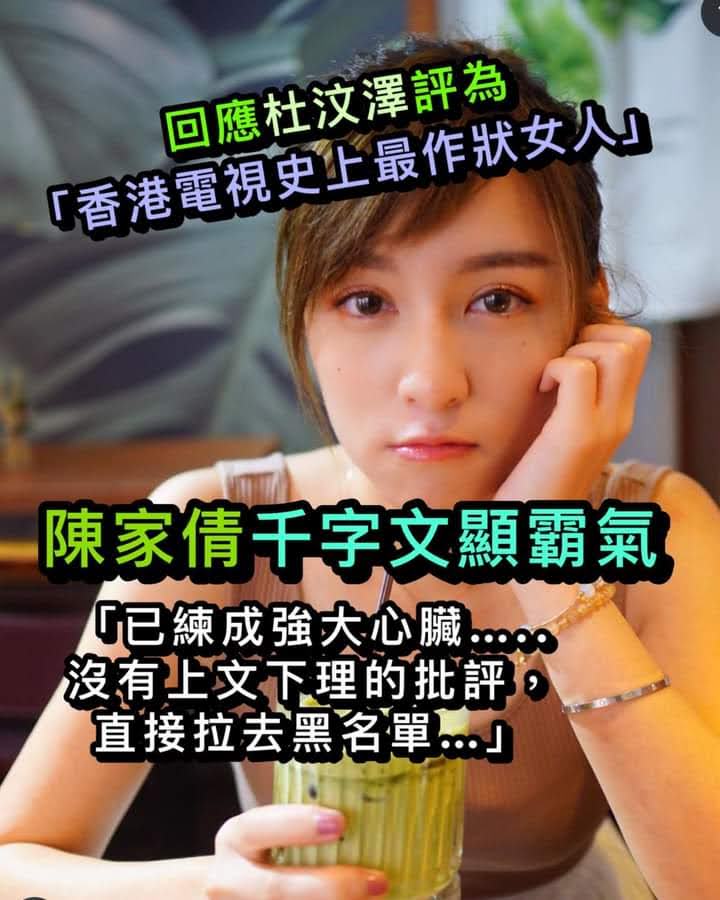 回應杜汶澤評為
「香港電視史上最作狀女人」
陳家倩千字文顯霸氣
「已練成強大心臟.....
沒有上文下理的批評，
直接拉去黑名單...」